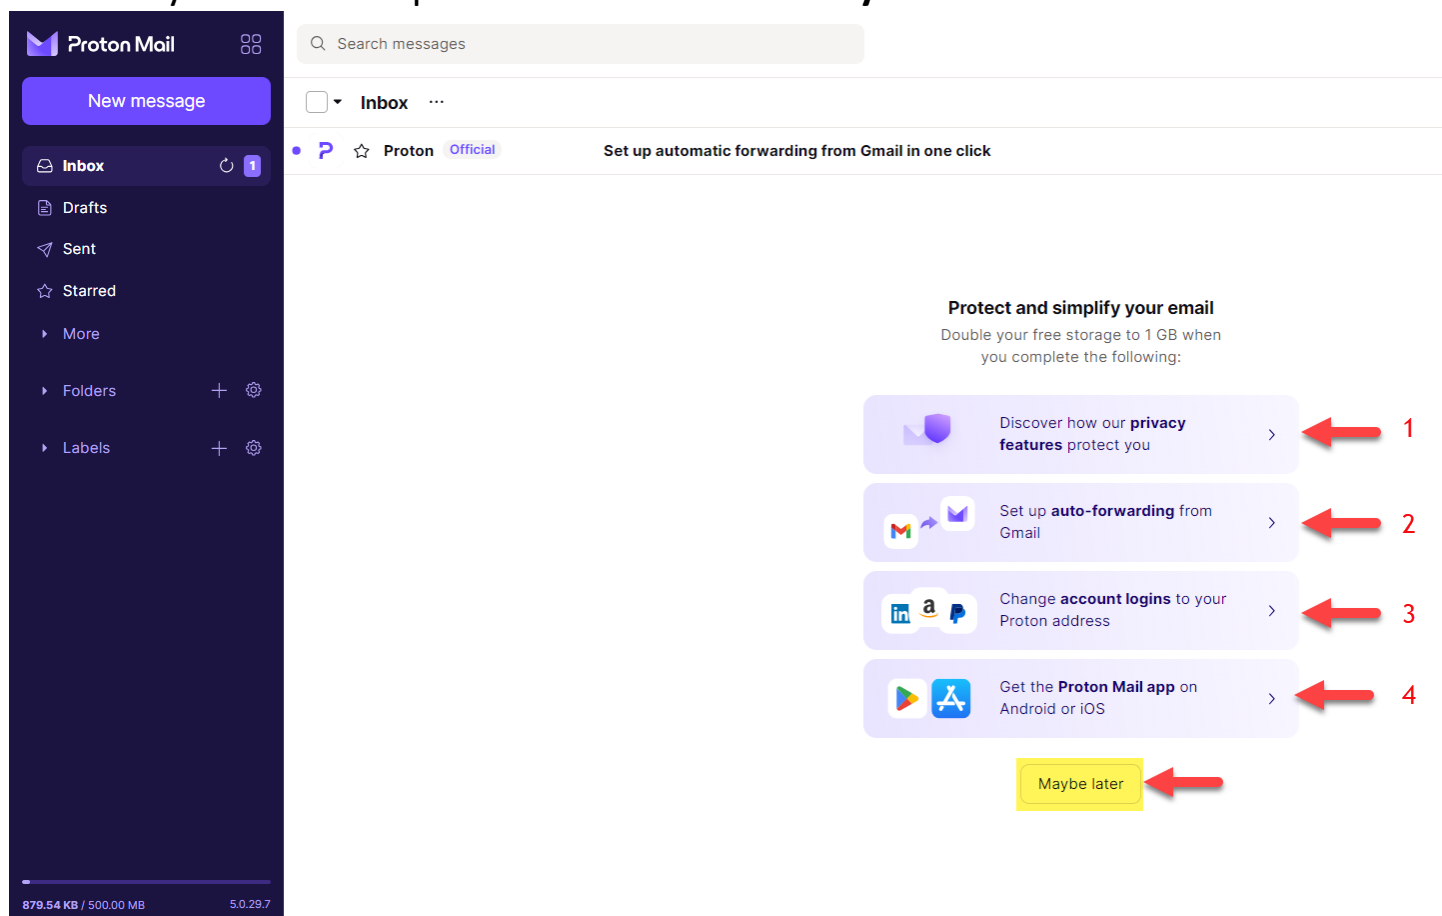 Proton Mail
Search messages
New message
Inbox ...
Inbox 1
Proton Official Set up automatic forwarding from Gmail in one click
Drafts
Sent
Starred
More
Folders
Labels
Protect and simplify your email
Double your free storage to 1 GB when
you complete the following:
Discover how our privacy
features protect you
1
Set up auto-forwarding from
Gmail
2
in a
Change account logins to your
Proton address
3
Get the Proton Mail app on
Android or iOS
4
Maybe later
879.54 KB / 500.00 MB 5.0.29.7